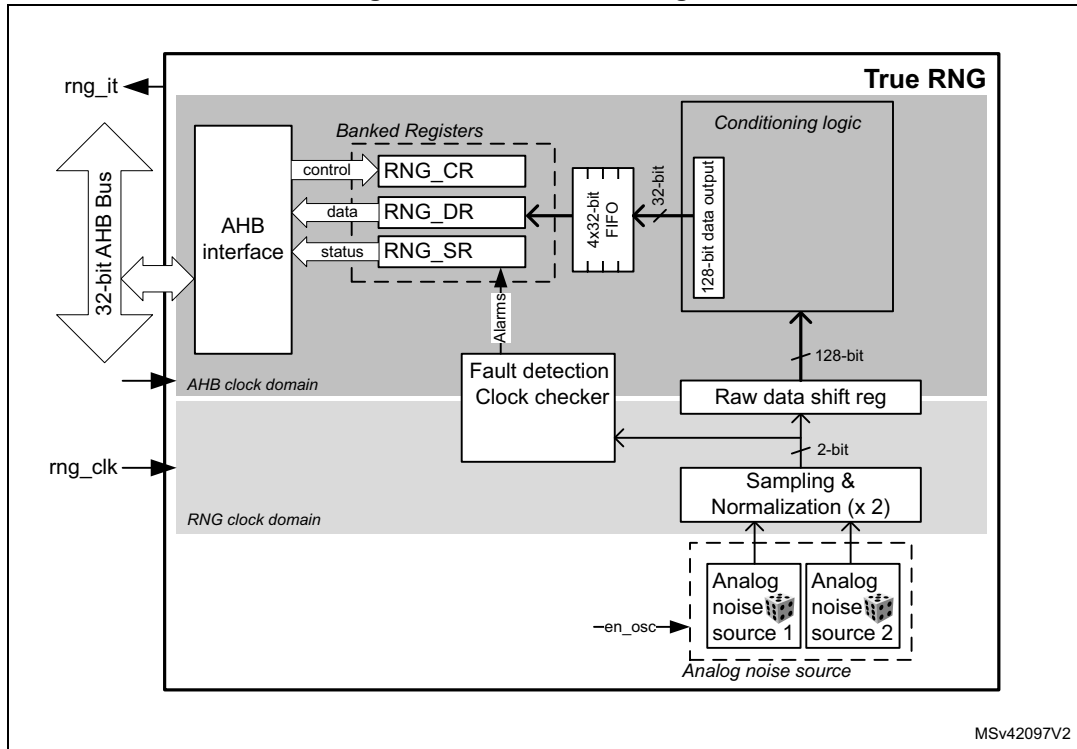 True RNG
rng_it
32-bit AHB Bus
AHB
interface
Banked Registers
control
RNG_CR
data
RNG_DR
status
RNG_SR
4x32-bit
FIFO
32-bit
Conditioning logic
128-bit data output
Alarms
Fault detection
Clock checker
128-bit
AHB clock domain
Raw data shift reg
2-bit
rng_clk
Sampling &
Normalization (x 2)
RNG clock domain
Analog
noise
source 1
Analog
noise
source 2
en_osc
Analog noise source
MSv42097V2